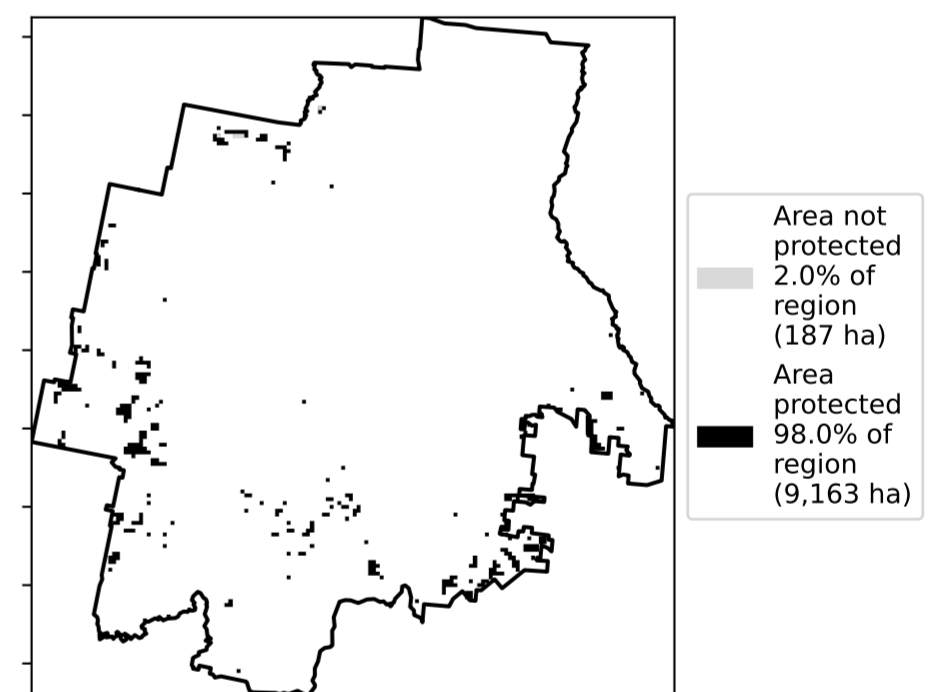 Area not
protected
2.0% of
region
(187 ha)
Area
protected
98.0% of
region
(9,163 ha)